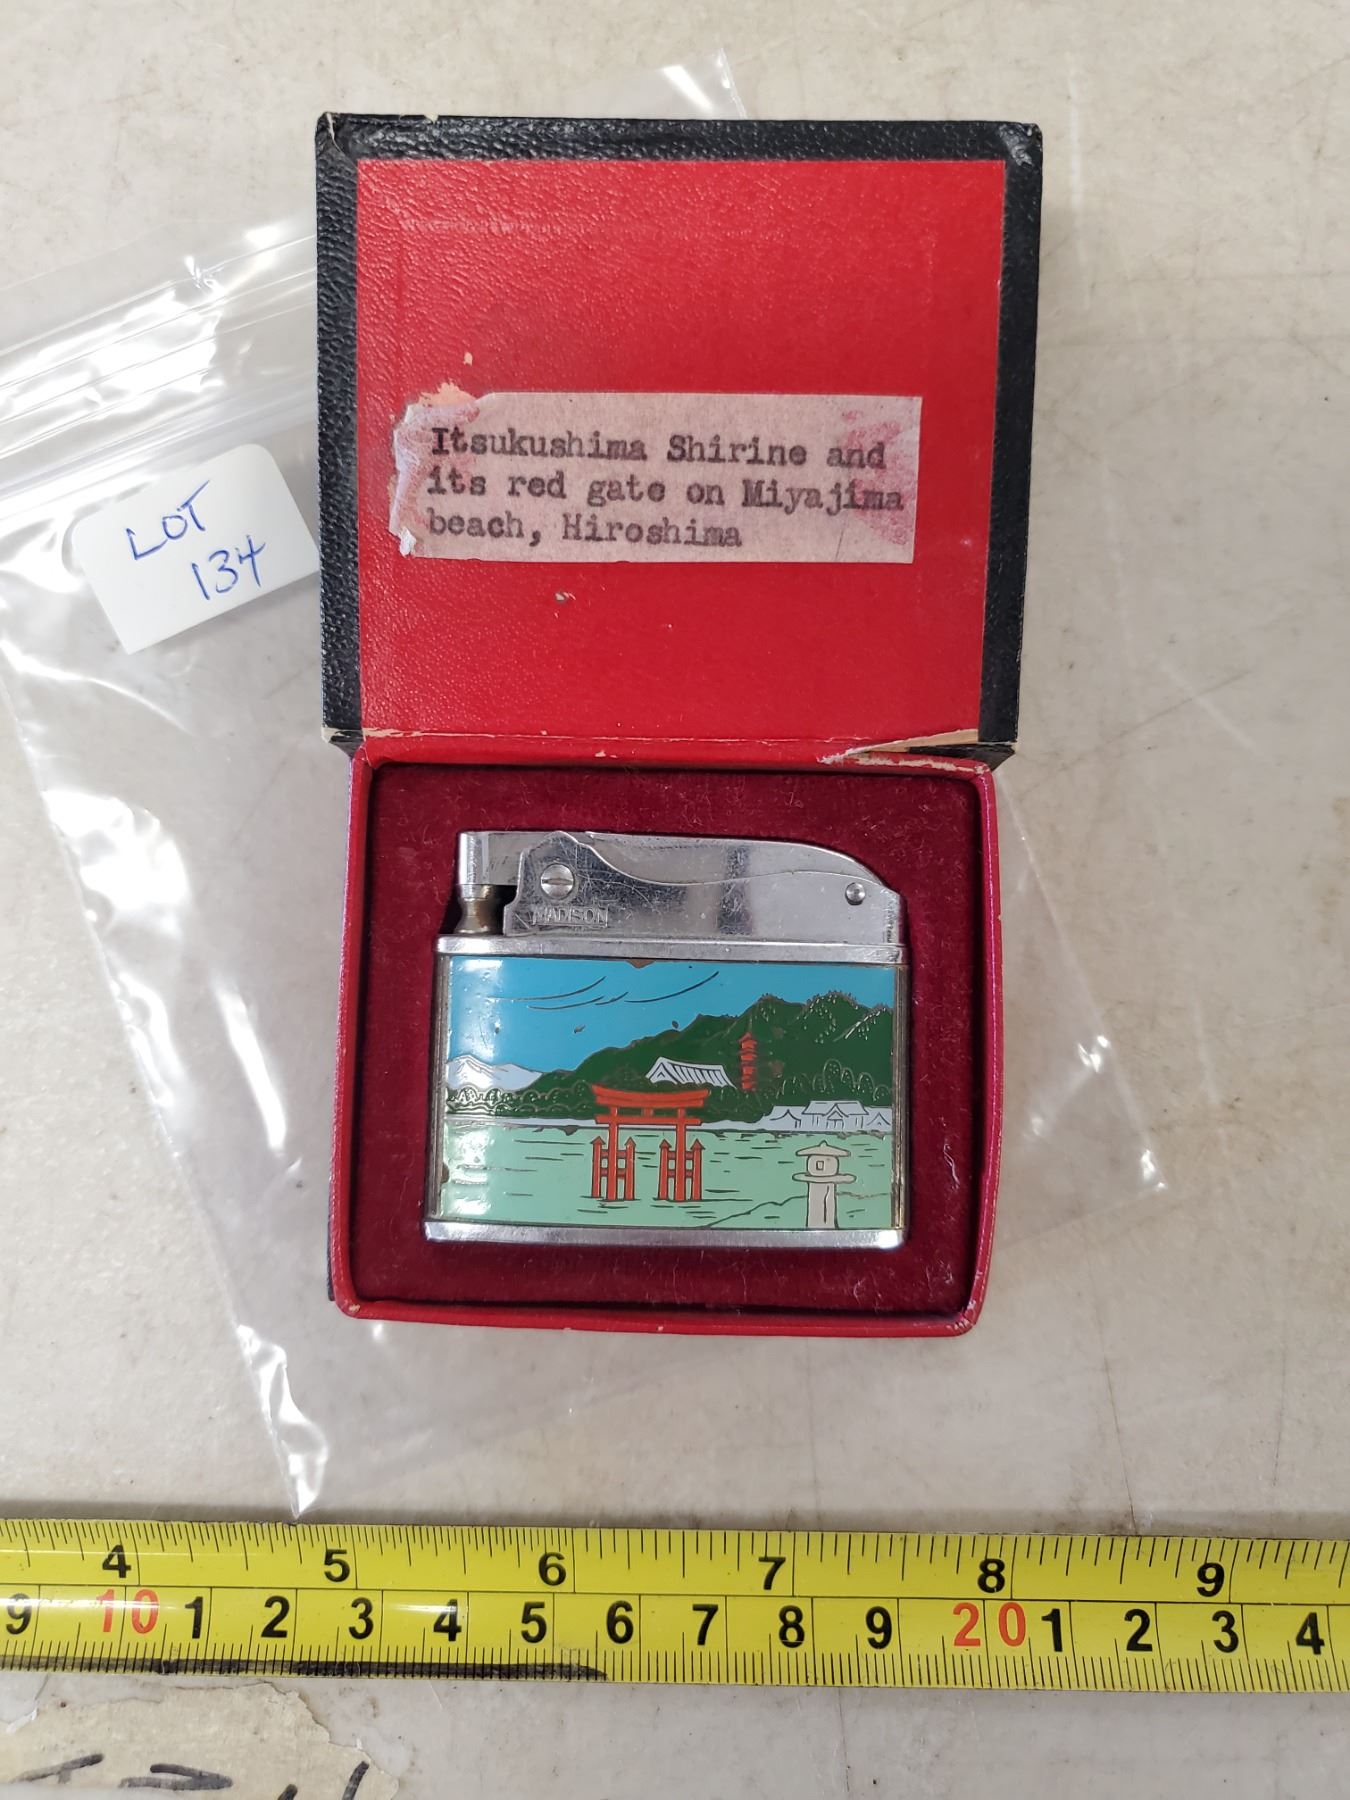 Itsukushima Shirine and
its red gate on Miyajima
beach, Hiroshima
LOT
134
MADISON
4 5 6 7 8 9
9 10 1 2 3 4 5 6 7 8 9 20 1 2 3 4